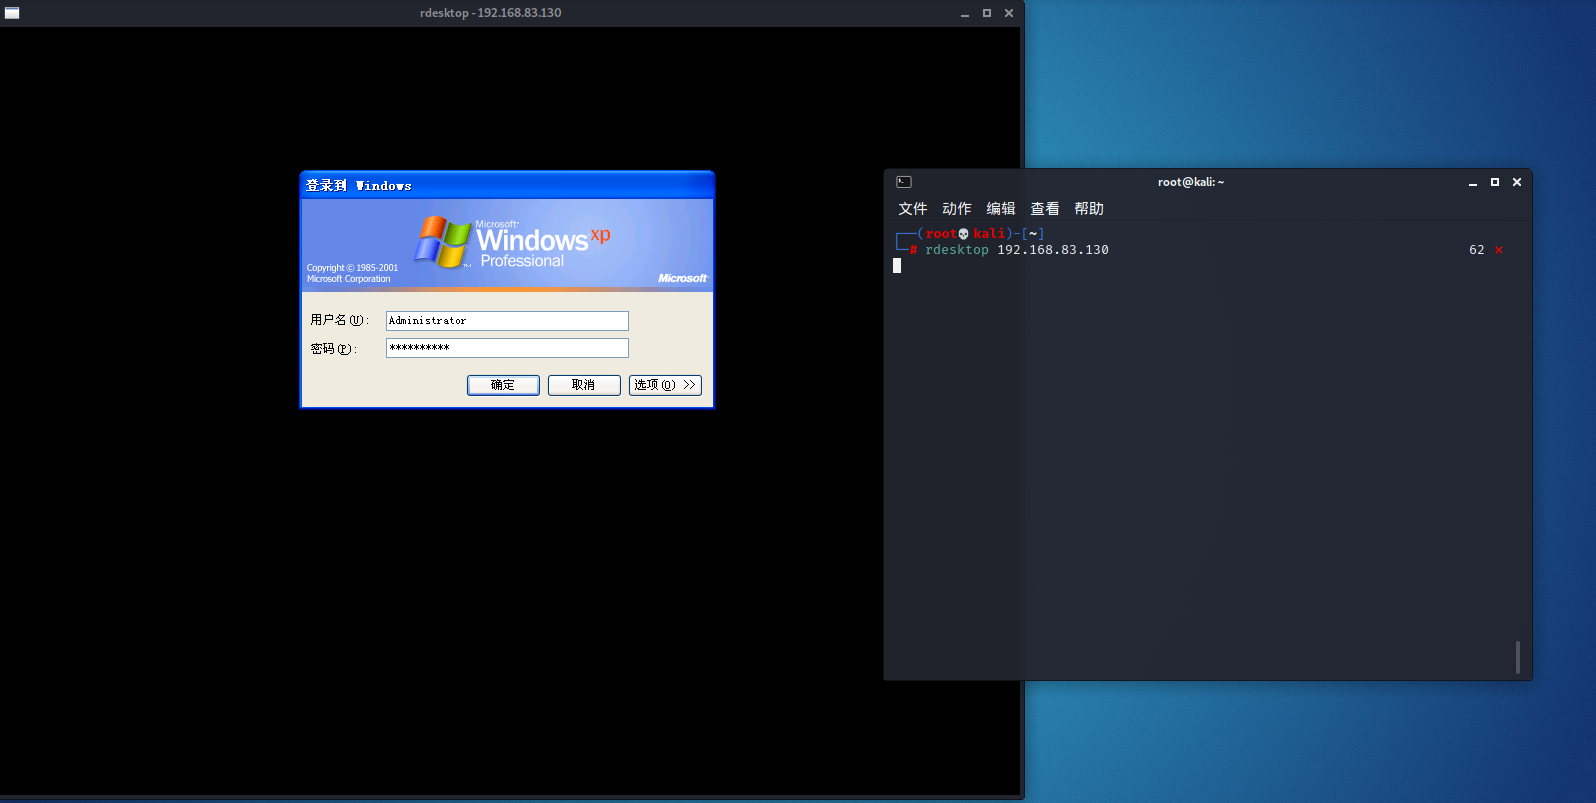 rdesktop - 192.168.83.130
登录到 Windows
Microsoft®
Windows xp
Professional
Copyright © 1985-2001
Microsoft Corporation
Microsoft®
用户名(U):
Administrator
密码(P):
**********
确定
取消
选项(O) >>
root@kali: ~
文件 动作 编辑 查看 帮助
┌──(root💀kali)-[~]
└─# rdesktop 192.168.83.130 62 ⨯